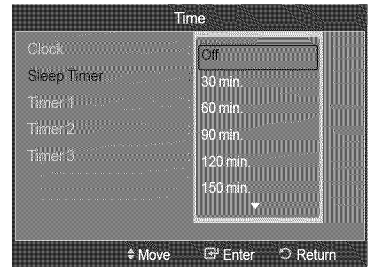 Time
Clock
Sleep Timer
Timer 1
Timer 2
Timer 3
Off
30 min.
60 min.
90 min.
120 min.
150 min.
Move Enter Return